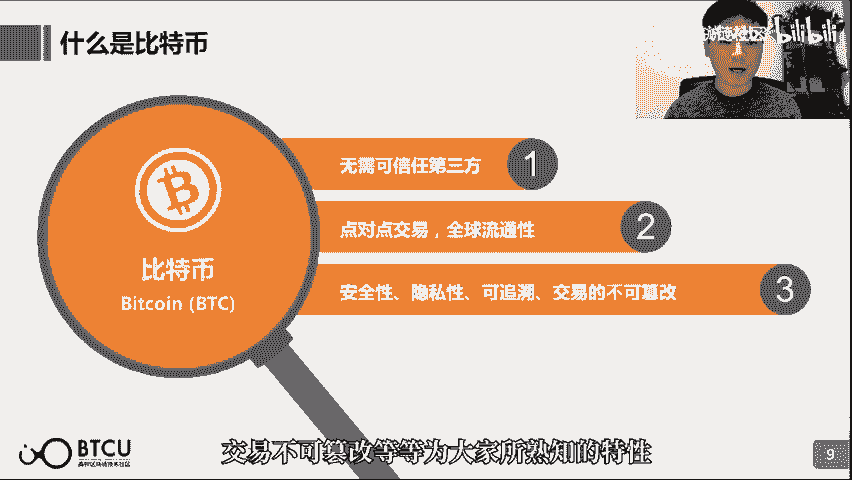 什么是比特币
bilibili
无需可信任第三方
1
点对点交易，全球流通性
2
安全性、隐私性、可追溯、交易的不可篡改
3
比特币
Bitcoin (BTC)
交易不可篡改等等为大家所熟知的特性
BTCU
9